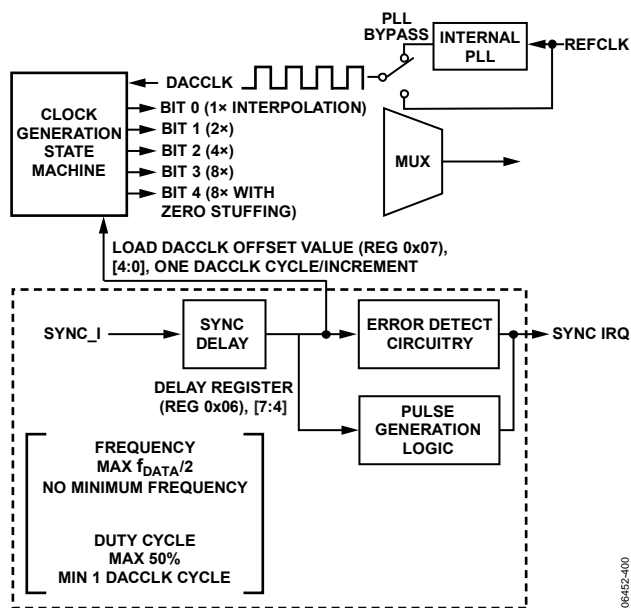 PLL
BYPASS
INTERNAL
PLL
REFCLK
DACCLK
CLOCK
GENERATION
STATE
MACHINE
BIT 0 (1× INTERPOLATION)
BIT 1 (2×)
BIT 2 (4×)
BIT 3 (8×)
BIT 4 (8× WITH
ZERO STUFFING)
MUX
LOAD DACCLK OFFSET VALUE (REG 0x07),
[4:0], ONE DACCLK CYCLE/INCREMENT
SYNC_I
SYNC
DELAY
ERROR DETECT
CIRCUITRY
SYNC IRQ
DELAY REGISTER
(REG 0x06), [7:4]
PULSE
GENERATION
LOGIC
FREQUENCY
MAX fDATA/2
NO MINIMUM FREQUENCY
DUTY CYCLE
MAX 50%
MIN 1 DACCLK CYCLE
06452-400